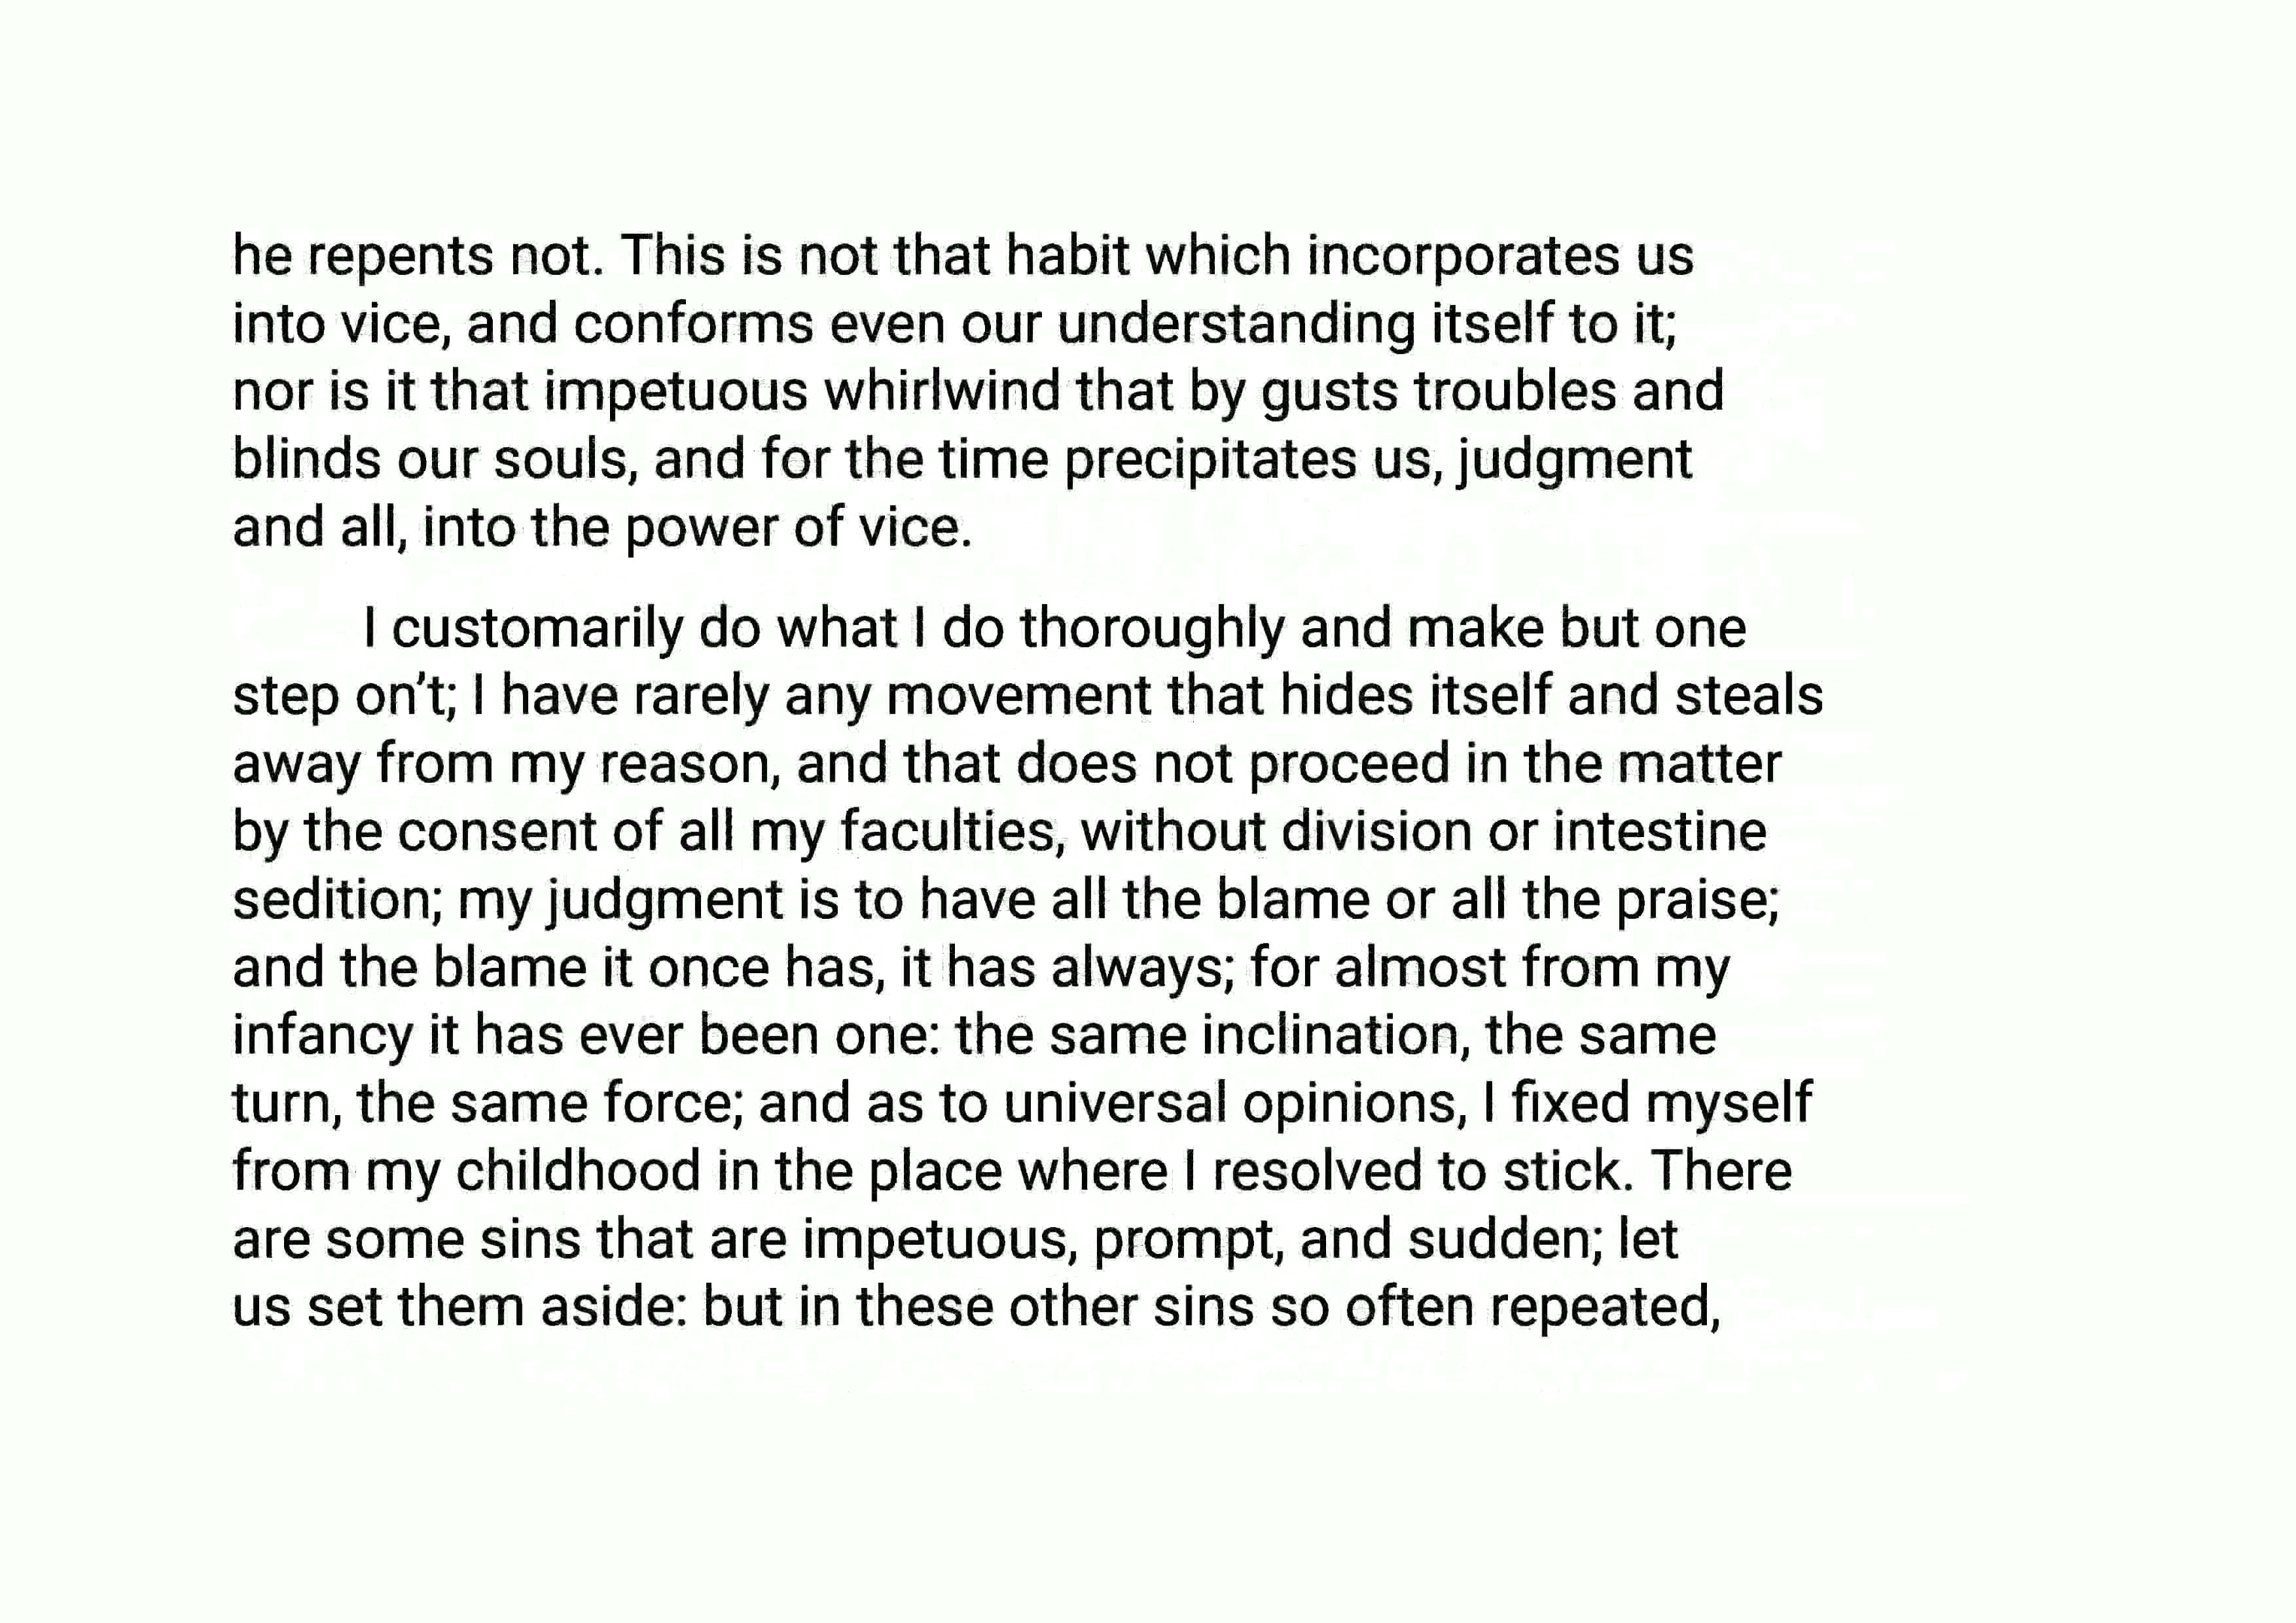 he repents not. This is not that habit which incorporates us
into vice, and conforms even our understanding itself to it;
nor is it that impetuous whirlwind that by gusts troubles and
blinds our souls, and for the time precipitates us, judgment
and all, into the power of vice.
I customarily do what I do thoroughly and make but one
step on't; I have rarely any movement that hides itself and steals
away from my reason, and that does not proceed in the matter
by the consent of all my faculties, without division or intestine
sedition; my judgment is to have all the blame or all the praise;
and the blame it once has, it has always; for almost from my
infancy it has ever been one: the same inclination, the same
turn, the same force; and as to universal opinions, I fixed myself
from my childhood in the place where I resolved to stick. There
are some sins that are impetuous, prompt, and sudden; let
us set them aside: but in these other sins so often repeated,